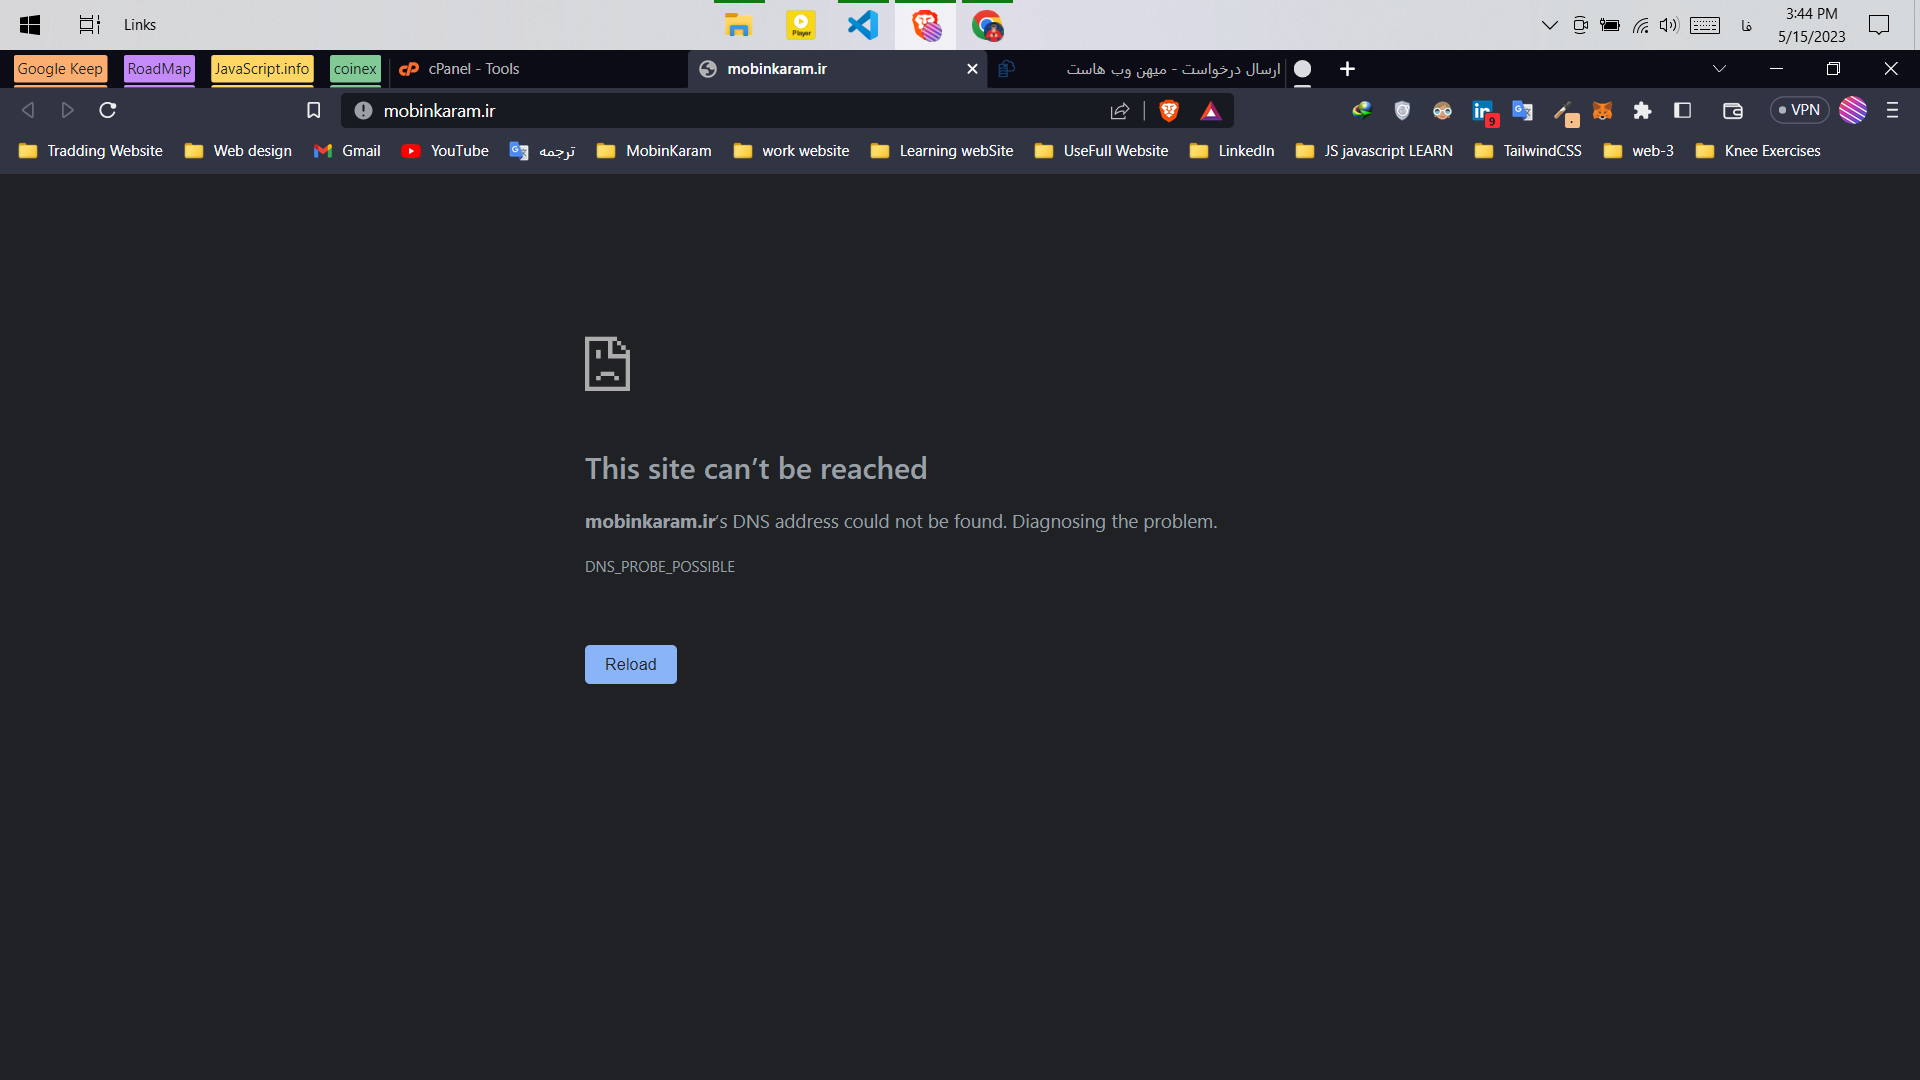 Links
Player
فا
3:44 PM
5/15/2023
Google Keep
RoadMap
JavaScript.info
coinex
cPanel - Tools
mobinkaram.ir
ارسال درخواست - میهن وب هاست
mobinkaram.ir
9
VPN
Tradding Website
Web design
Gmail
YouTube
ترجمه
MobinKaram
work website
Learning webSite
UseFull Website
LinkedIn
JS javascript LEARN
TailwindCSS
web-3
Knee Exercises
This site can’t be reached
mobinkaram.ir’s DNS address could not be found. Diagnosing the problem.
DNS_PROBE_POSSIBLE
Reload